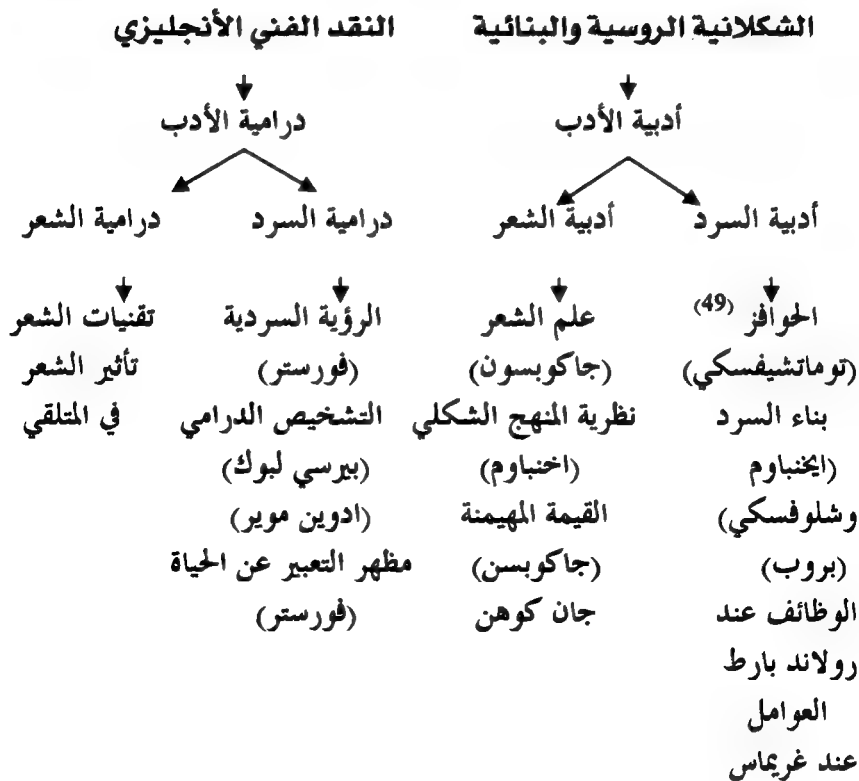 الشكلانية الروسية والبنائية
النقد الفني الأنجليزي
أدبية الأدب
درامية الأدب
أدبية السرد
أدبية الشعر
درامية السرد
درامية الشعر
الحوافز (49)
(توماتشيفسكي)
بناء السرد
(ايخنباوم
وشلوفسكي)
(بروب)
الوظائف عند
رولاند بارط
العوامل
عند غريماس
علم الشعر
(جاكوبسون)
نظرية المنهج الشكلي
(اخنباوم)
القيمة المهيمنة
(جاكوبسن)
جان كوهن
الرؤية السردية
(فورستر)
التشخيص الدرامي
(بيرسي لبوك)
(ادوين موير)
مظهر التعبير عن الحياة
(فورستر)
تقنيات الشعر
تأثير الشعر
في المتلقي